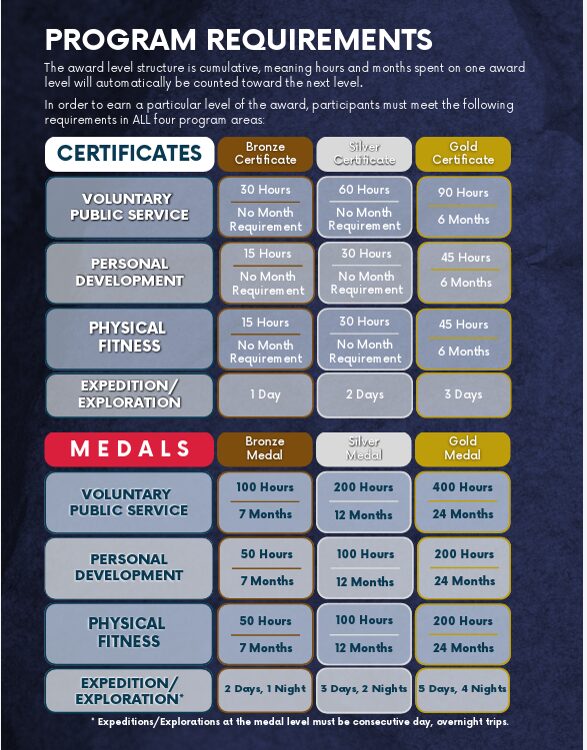 PROGRAM REQUIREMENTS
The award level structure is cumulative, meaning hours and months spent on one award
level will automatically be counted toward the next level.
In order to earn a particular level of the award, participants must meet the following
requirements in ALL four program areas:
CERTIFICATES
Bronze
Certificate
Silver
Certificate
Gold
Certificate
VOLUNTARY
PUBLIC SERVICE
30 Hours
No Month
Requirement
60 Hours
No Month
Requirement
90 Hours
6 Months
PERSONAL
DEVELOPMENT
15 Hours
No Month
Requirement
30 Hours
No Month
Requirement
45 Hours
6 Months
PHYSICAL
FITNESS
15 Hours
No Month
Requirement
30 Hours
No Month
Requirement
45 Hours
6 Months
EXPEDITION/
EXPLORATION
1 Day
2 Days
3 Days
MEDALS
Bronze
Medal
Silver
Medal
Gold
Medal
VOLUNTARY
PUBLIC SERVICE
100 Hours
7 Months
200 Hours
12 Months
400 Hours
24 Months
PERSONAL
DEVELOPMENT
50 Hours
7 Months
100 Hours
12 Months
200 Hours
24 Months
PHYSICAL
FITNESS
50 Hours
7 Months
100 Hours
12 Months
200 Hours
24 Months
EXPEDITION/
EXPLORATION*
2 Days, 1 Night
3 Days, 2 Nights
5 Days, 4 Nights
* Expeditions/Explorations at the medal level must be consecutive day, overnight trips.